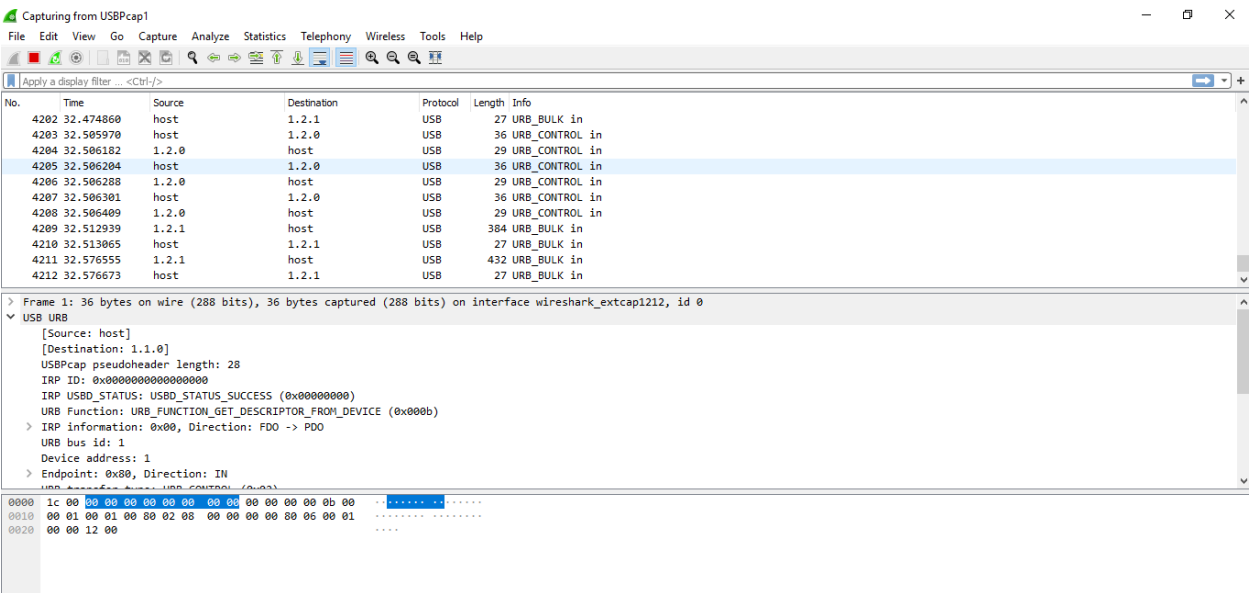 Capturing from USBPcap1
File Edit View Go Capture Analyze Statistics Telephony Wireless Tools Help
Apply a display filter ... <Ctrl-/>
No. Time Source Destination Protocol Length Info
4202 32.474860 host 1.2.1 USB 27 URB_BULK in
4203 32.505970 host 1.2.0 USB 36 URB_CONTROL in
4204 32.506182 1.2.0 host USB 29 URB_CONTROL in
4205 32.506204 host 1.2.0 USB 36 URB_CONTROL in
4206 32.506288 1.2.0 host USB 29 URB_CONTROL in
4207 32.506301 host 1.2.0 USB 36 URB_CONTROL in
4208 32.506409 1.2.0 host USB 29 URB_CONTROL in
4209 32.512939 1.2.1 host USB 384 URB_BULK in
4210 32.513065 host 1.2.1 USB 27 URB_BULK in
4211 32.576555 1.2.1 host USB 432 URB_BULK in
4212 32.576673 host 1.2.1 USB 27 URB_BULK in
Frame 1: 36 bytes on wire (288 bits), 36 bytes captured (288 bits) on interface wireshark_extcap1212, id 0
USB URB
[Source: host]
[Destination: 1.1.0]
USBPcap pseudoheader length: 28
IRP ID: 0x0000000000000000
IRP USBD_STATUS: USBD_STATUS_SUCCESS (0x00000000)
URB Function: URB_FUNCTION_GET_DESCRIPTOR_FROM_DEVICE (0x000b)
IRP information: 0x00, Direction: FDO -> PDO
URB bus id: 1
Device address: 1
Endpoint: 0x80, Direction: IN
URB transfer type: URB_CONTROL (0x02)
0000 1c 00 00 00 00 00 00 00 00 00 00 00 00 00 0b 00 ················
0010 00 01 00 01 00 80 02 08 00 00 00 00 80 06 00 01 ················
0020 00 00 12 00 ····